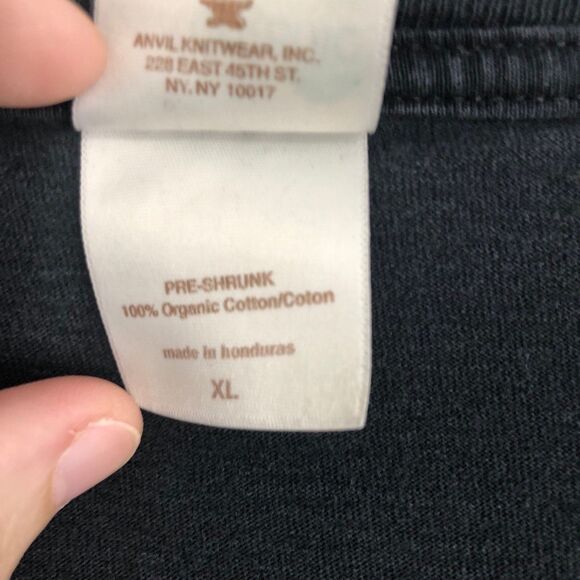 ANVIL KNITWEAR, INC.
228 EAST 45TH ST.
NY. NY 10017
PRE-SHRUNK
100% Organic Cotton/Coton
made in honduras
XL